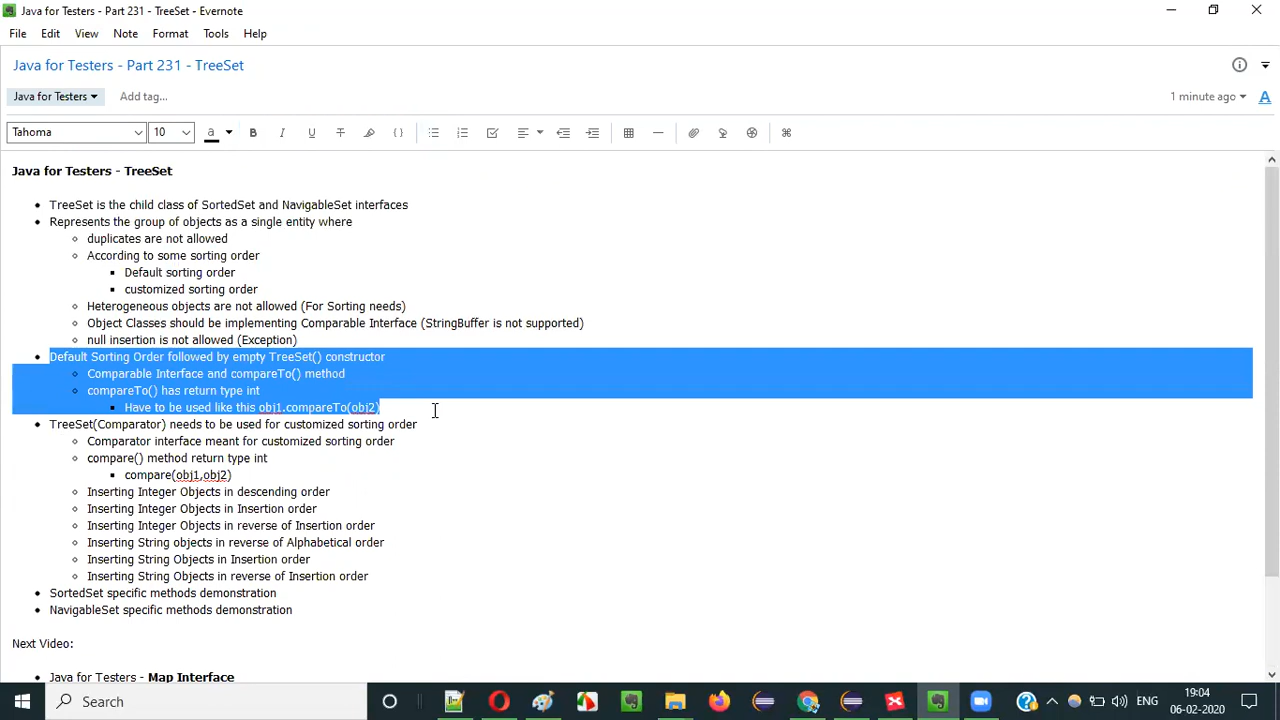 Java for Testers - Part 231 - TreeSet - Evernote
File Edit View Note Format Tools Help
Java for Testers - Part 231 - TreeSet
Java for Testers Add tag... 1 minute ago
Tahoma 10
Java for Testers - TreeSet
TreeSet is the child class of SortedSet and NavigableSet interfaces
Represents the group of objects as a single entity where
duplicates are not allowed
According to some sorting order
Default sorting order
customized sorting order
Heterogeneous objects are not allowed (For Sorting needs)
Object Classes should be implementing Comparable Interface (StringBuffer is not supported)
null insertion is not allowed (Exception)
Default Sorting Order followed by empty TreeSet() constructor
Comparable Interface and compareTo() method
compareTo() has return type int
Have to be used like this obj1.compareTo(obj2)
TreeSet(Comparator) needs to be used for customized sorting order
Comparator interface meant for customized sorting order
compare() method return type int
compare(obj1,obj2)
Inserting Integer Objects in descending order
Inserting Integer Objects in Insertion order
Inserting Integer Objects in reverse of Insertion order
Inserting String objects in reverse of Alphabetical order
Inserting String Objects in Insertion order
Inserting String Objects in reverse of Insertion order
SortedSet specific methods demonstration
NavigableSet specific methods demonstration
Next Video:
Java for Testers - Map Interface
Search ENG 19:04
06-02-2020